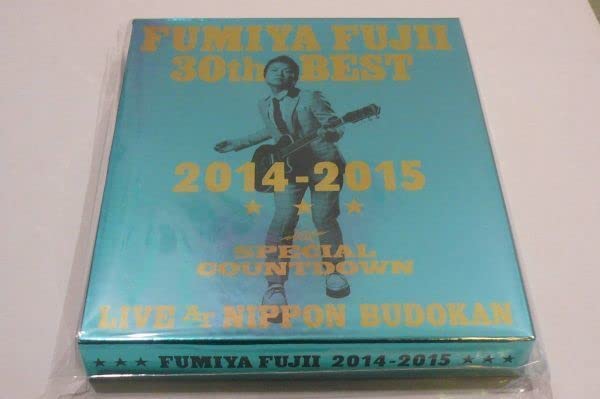 FUMIYA FUJII
30th BEST
2014-2015
SPECIAL
COUNTDOWN
LIVE AT NIPPON BUDOKAN
FUMIYA FUJII 2014-2015